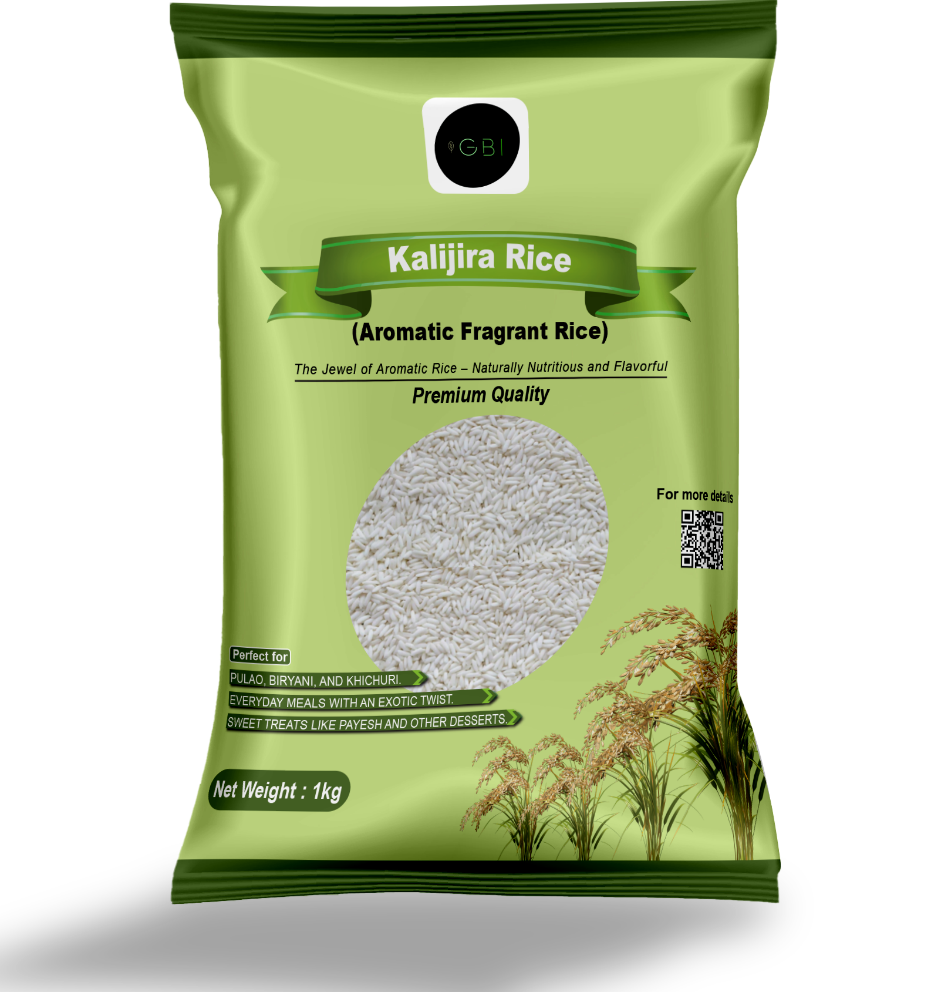 GBI
Kalijira Rice
(Aromatic Fragrant Rice)
The Jewel of Aromatic Rice – Naturally Nutritious and Flavorful
Premium Quality
For more details
Perfect for
PULAO, BIRYANI, AND KHICHURI.
EVERYDAY MEALS WITH AN EXOTIC TWIST.
SWEET TREATS LIKE PAYESH AND OTHER DESSERTS.
Net Weight : 1kg